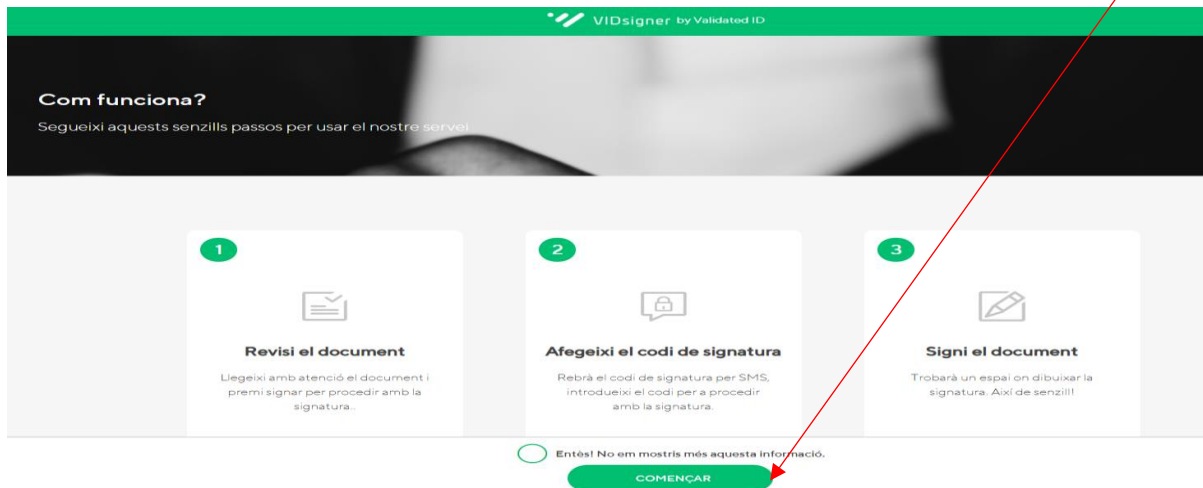 VIDsigner by Validated ID
Com funciona?
Segueixi aquests senzills passos per usar el nostre servei
1
2
3
Revisi el document
Llegeixi amb atenció el document i
premi signar per procedir amb la
signatura..
Afegeixi el codi de signatura
Rebrà el codi de signatura per SMS,
introdueixi el codi per a procedir
amb la signatura.
Signi el document
Trobarà un espai on dibuixar la
signatura. Així de senzill!
Entès! No em mostris més aquesta informació.
COMENÇAR